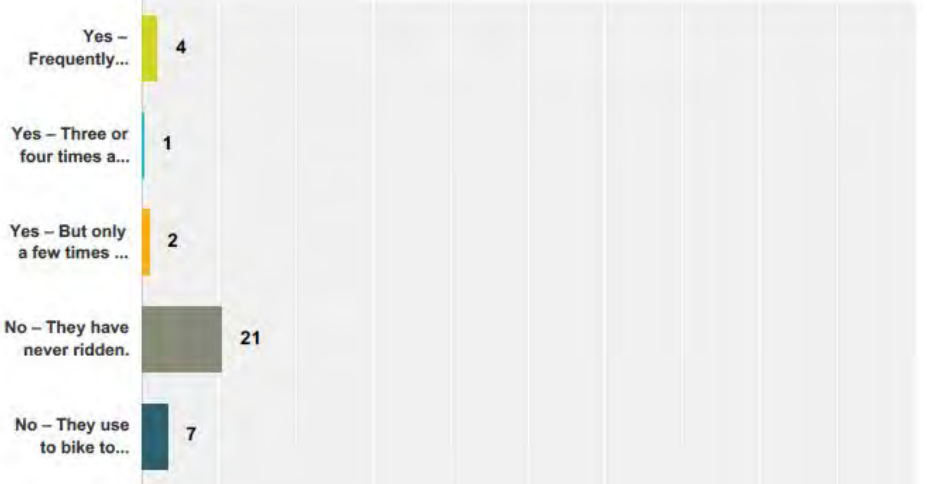 Yes –
Frequently...
4
Yes – Three or
four times a...
1
Yes – But only
a few times ...
2
No – They have
never ridden.
21
No – They use
to bike to...
7